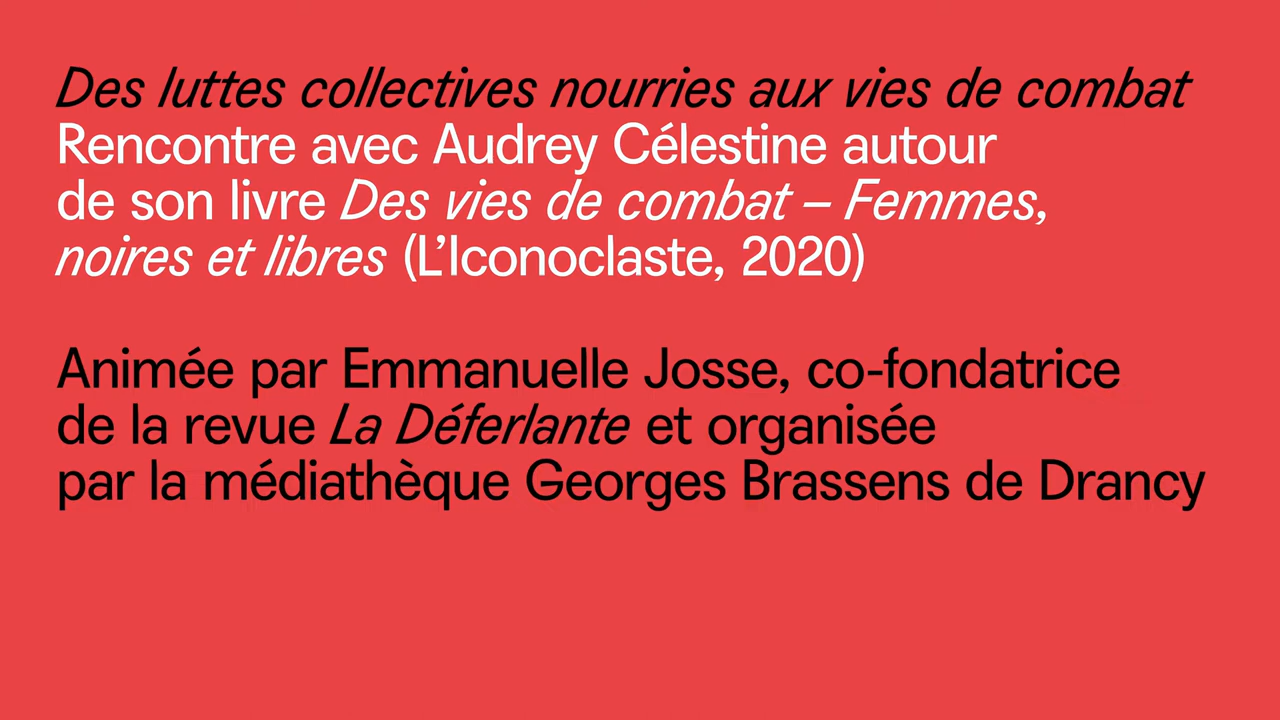 Des luttes collectives nourries aux vies de combat
Rencontre avec Audrey Célestine autour
de son livre Des vies de combat – Femmes,
noires et libres (L’Iconoclaste, 2020)
Animée par Emmanuelle Josse, co-fondatrice
de la revue La Déferlante et organisée
par la médiathèque Georges Brassens de Drancy